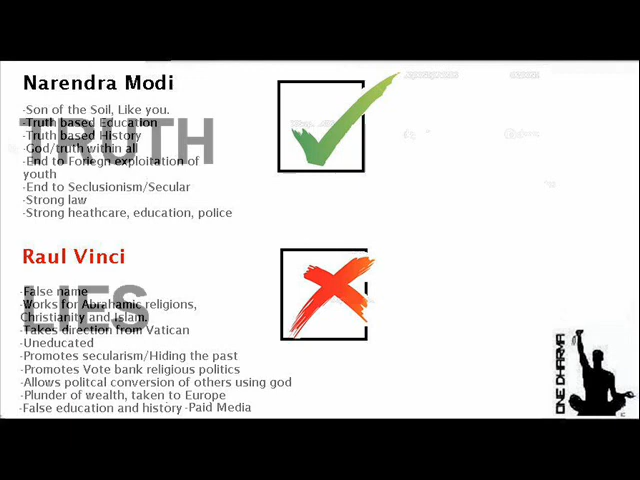 Narendra Modi
-Son of the Soil, Like you.
-Truth based Education
-Truth based History
-God/truth within all
-End to Foriegn exploitation of
youth
-End to Seclusionism/Secular
-Strong law
-Strong heathcare, education, police
TRUTH
Raul Vinci
-False name
-Works for Abrahamic religions,
Christianity and Islam.
-Takes direction from Vatican
-Uneducated
-Promotes secularism/Hiding the past
-Promotes Vote bank religious politics
-Allows politcal conversion of others using god
-Plunder of wealth, taken to Europe
-False education and history -Paid Media
LIES
ONE DHARMA